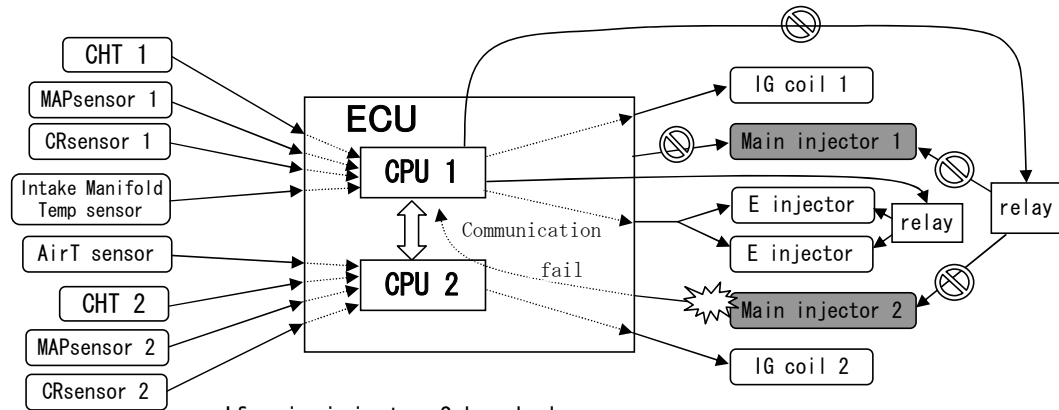 CHT 1
MAPsensor 1
CRsensor 1
Intake Manifold
Temp sensor
AirT sensor
CHT 2
MAPsensor 2
CRsensor 2
ECU
CPU 1
CPU 2
Communication
fail
IG coil 1
Main injector 1
E injector
E injector
relay
relay
Main injector 2
IG coil 2